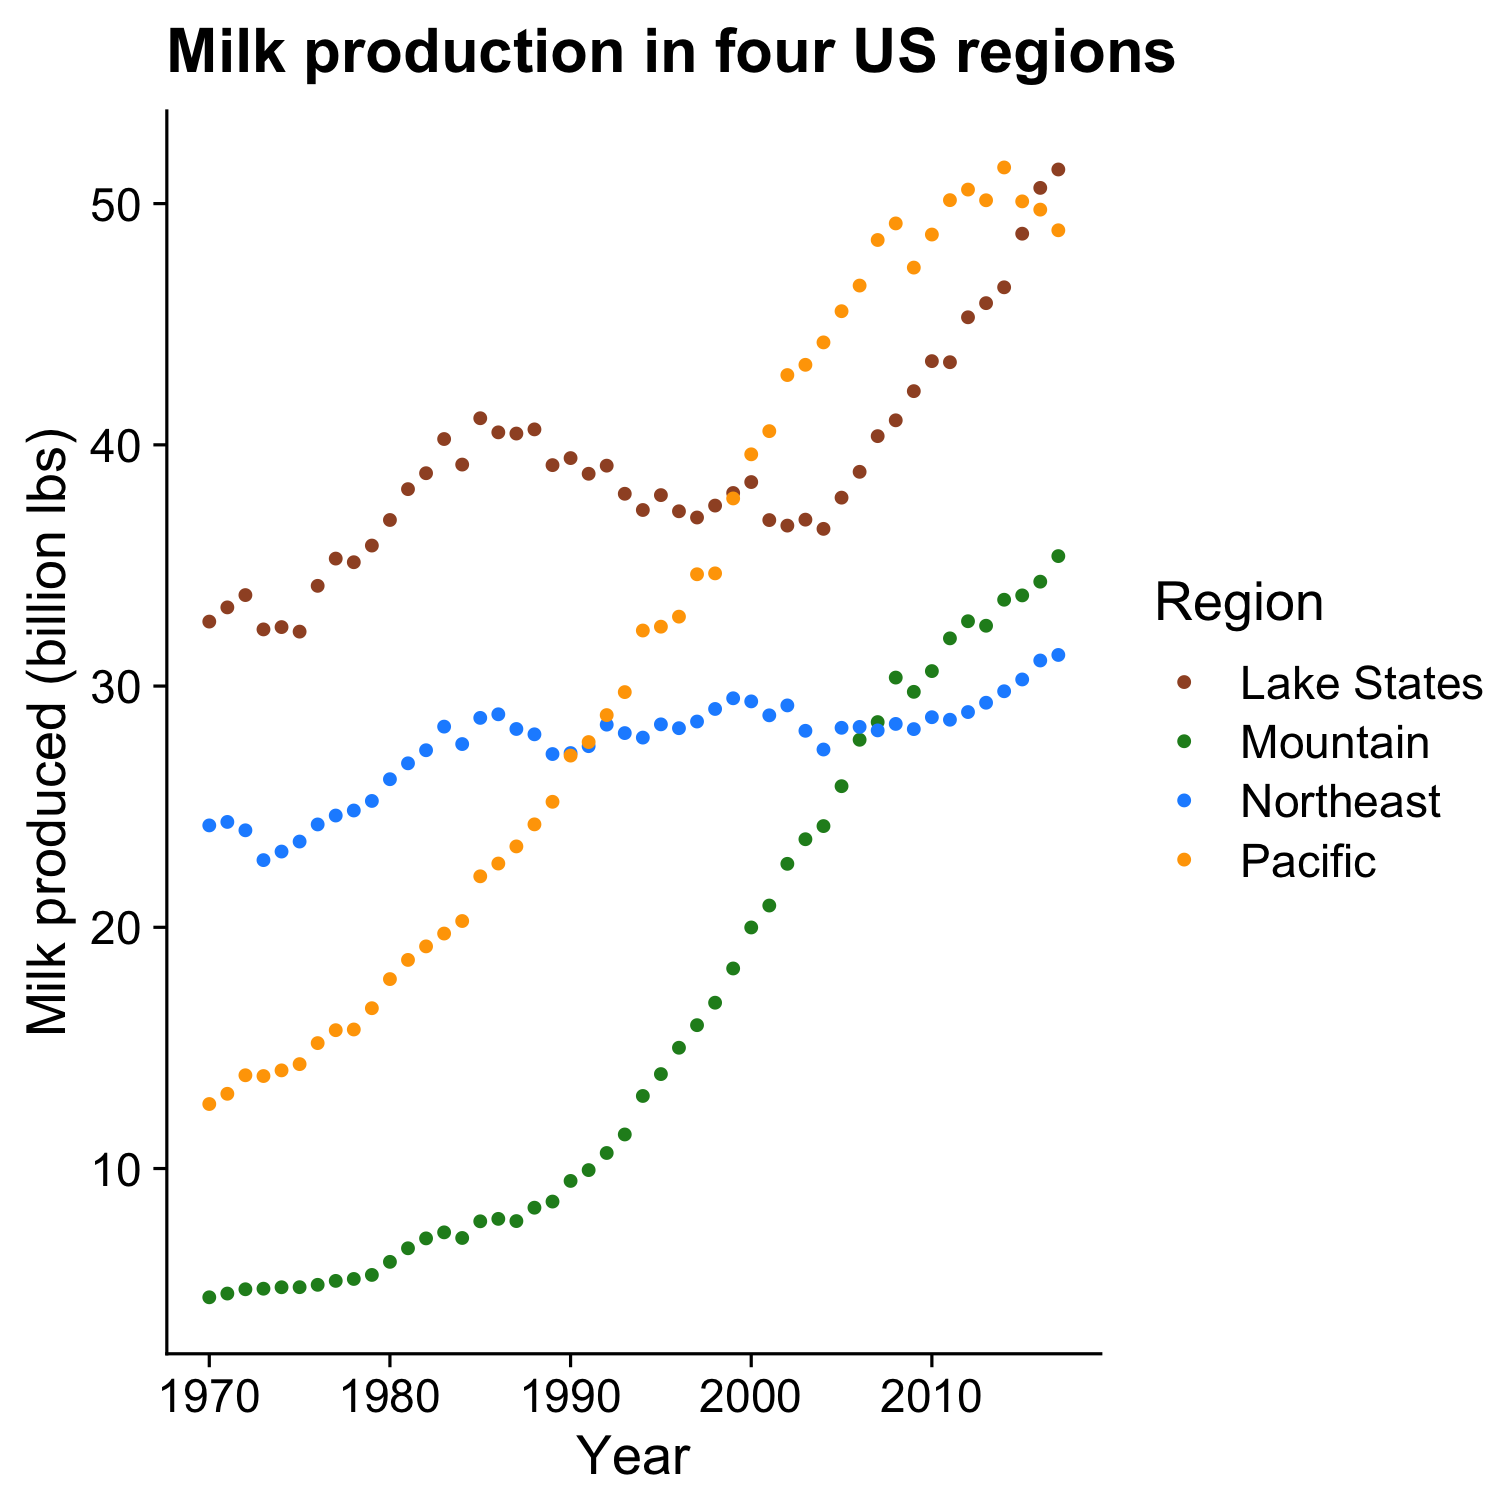 Milk production in four US regions
Milk produced (billion lbs)
50
40
30
20
10
1970 1980 1990 2000 2010
Year
Region
Lake States
Mountain
Northeast
Pacific